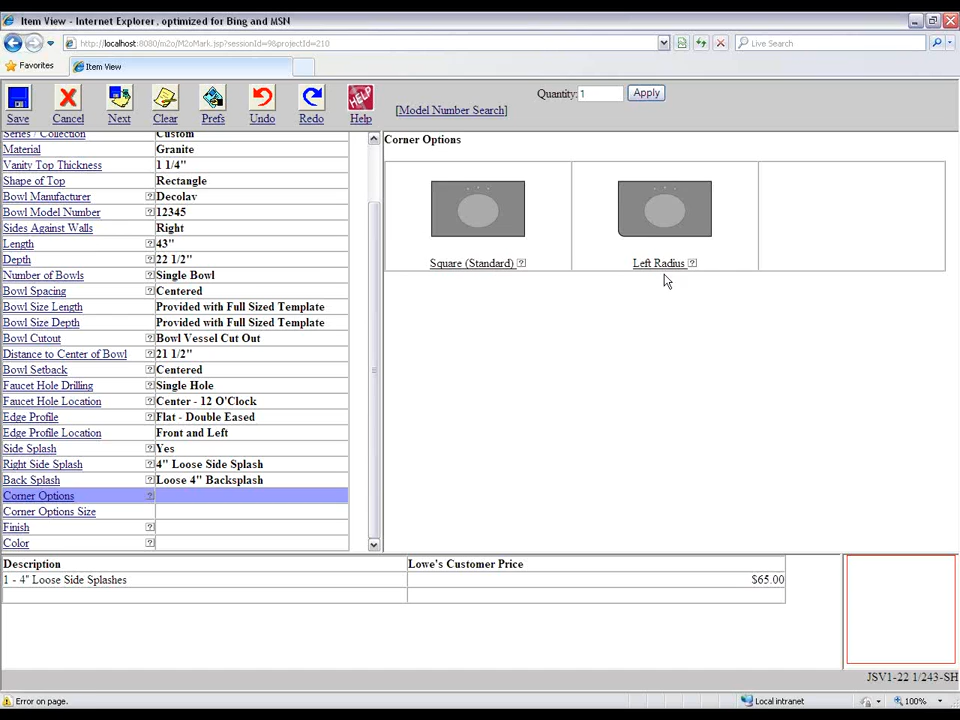 Item View - Internet Explorer, optimized for Bing and MSN
http://localhost:8080/m2o/M2oMark.jsp?sessionId=98&projectId=210
Live Search
Favorites Item View
Save Cancel Next Clear Prefs Undo Redo Help [Model Number Search] Quantity: 1 Apply
Series / Collection Custom
Material Granite
Vanity Top Thickness 1 1/4"
Shape of Top Rectangle
Bowl Manufacturer ? Decolav
Bowl Model Number ? 12345
Sides Against Walls ? Right
Length ? 43"
Depth ? 22 1/2"
Number of Bowls ? Single Bowl
Bowl Spacing ? Centered
Bowl Size Length ? Provided with Full Sized Template
Bowl Size Depth ? Provided with Full Sized Template
Bowl Cutout ? Bowl Vessel Cut Out
Distance to Center of Bowl ? 21 1/2"
Bowl Setback ? Centered
Faucet Hole Drilling ? Single Hole
Faucet Hole Location ? Center - 12 O'Clock
Edge Profile ? Flat - Double Eased
Edge Profile Location ? Front and Left
Side Splash ? Yes
Right Side Splash ? 4" Loose Side Splash
Back Splash ? Loose 4" Backsplash
Corner Options ?
Corner Options Size
Finish ?
Color ?
Corner Options
Square (Standard) ? Left Radius ?
Description Lowe's Customer Price
1 - 4" Loose Side Splashes $65.00
JSV1-22 1/243-SH
Error on page. Local intranet 100%